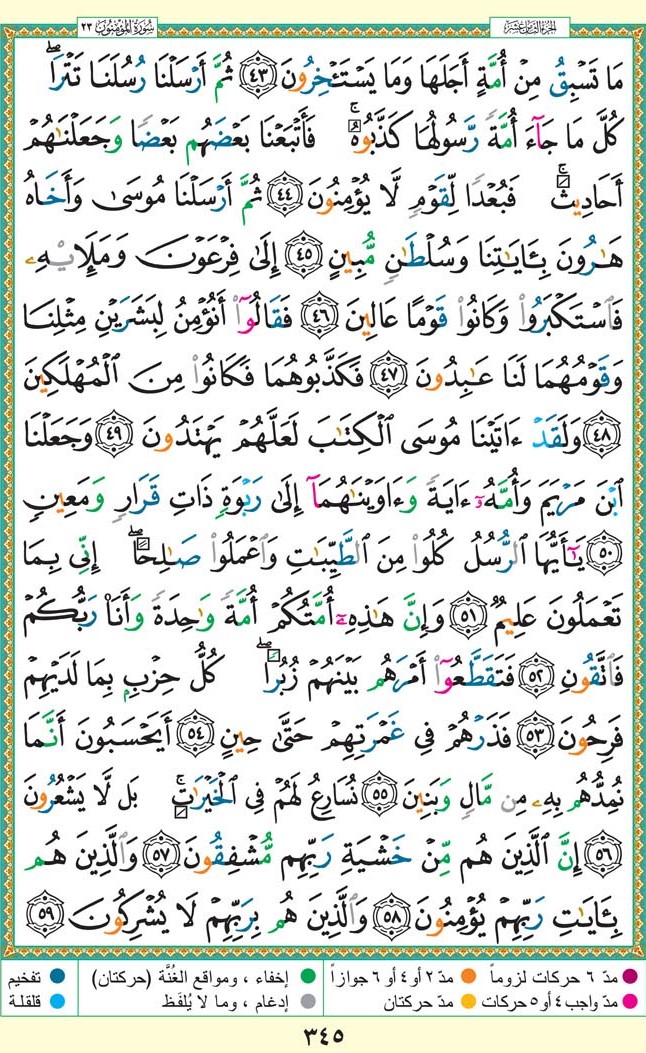 سُورَةُ المُؤْمِنُونَ ٢٣
الجزء الثامن عشر
مَا تَسْبِقُ مِنْ أُمَّةٍ أَجَلَهَا وَمَا يَسْتَـْٔخِرُونَ ٤٣ ثُمَّ أَرْسَلْنَا رُسُلَنَا تَتْرَاۖ
كُلَّ مَا جَآءَ أُمَّةً رَّسُولُهَا كَذَّبُوهُۚ فَأَتْبَعْنَا بَعْضَهُم بَعْضًا وَجَعَلْنَـٰهُمْ
أَحَادِيثَۚ فَبُعْدًا لِّقَوْمٍ لَّا يُؤْمِنُونَ ٤٤ ثُمَّ أَرْسَلْنَا مُوسَىٰ وَأَخَاهُ
هَـٰرُونَ بِـَٔايَـٰتِنَا وَسُلْطَـٰنٍ مُّبِينٍ ٤٥ إِلَىٰ فِرْعَوْنَ وَمَلَإِي۟هِۦ
فَٱسْتَكْبَرُوا۟ وَكَانُوا۟ قَوْمًا عَالِينَ ٤٦ فَقَالُوٓا۟ أَنُؤْمِنُ لِبَشَرَيْنِ مِثْلِنَا
وَقَوْمُهُمَا لَنَا عَـٰبِدُونَ ٤٧ فَكَذَّبُوهُمَا فَكَانُوا۟ مِنَ ٱلْمُهْلَكِينَ
٤٨ وَلَقَدْ ءَاتَيْنَا مُوسَى ٱلْكِتَـٰبَ لَعَلَّهُمْ يَهْتَدُونَ ٤٩ وَجَعَلْنَا
ٱبْنَ مَرْيَمَ وَأُمَّهُۥٓ ءَايَةً وَءَاوَيْنَـٰهُمَآ إِلَىٰ رَبْوَةٍ ذَاتِ قَرَارٍ وَمَعِينٍ
٥٠ يَـٰٓأَيُّهَا ٱلرُّسُلُ كُلُوا۟ مِنَ ٱلطَّيِّبَـٰتِ وَٱعْمَلُوا۟ صَـٰلِحًاۖ إِنِّى بِمَا
تَعْمَلُونَ عَلِيمٌ ٥١ وَإِنَّ هَـٰذِهِۦٓ أُمَّتُكُمْ أُمَّةً وَٰحِدَةً وَأَنَا۠ رَبُّكُمْ
فَٱتَّقُونِ ٥٢ فَتَقَطَّعُوٓا۟ أَمْرَهُم بَيْنَهُمْ زُبُرًاۖ كُلُّ حِزْبٍۭ بِمَا لَدَيْهِمْ
فَرِحُونَ ٥٣ فَذَرْهُمْ فِى غَمْرَتِهِمْ حَتَّىٰ حِينٍ ٥٤ أَيَحْسَبُونَ أَنَّمَا
نُمِدُّهُم بِهِۦ مِن مَّالٍ وَبَنِينَ ٥٥ نُسَارِعُ لَهُمْ فِى ٱلْخَيْرَٰتِۚ بَل لَّا يَشْعُرُونَ
٥٦ إِنَّ ٱلَّذِينَ هُم مِّنْ خَشْيَةِ رَبِّهِم مُّشْفِقُونَ ٥٧ وَٱلَّذِينَ هُم
بِـَٔايَـٰتِ رَبِّهِمْ يُؤْمِنُونَ ٥٨ وَٱلَّذِينَ هُم بِرَبِّهِمْ لَا يُشْرِكُونَ ٥٩
مدّ ٦ حركات لزوماً مدّ ٢ أو ٤ أو ٦ جوازاً إخفاء ، ومواقع الغُنَّة (حركتان) تفخيم
مدّ واجب ٤ أو ٥ حركات مدّ حركتان إدغام ، وما لا يُلفَظ قلقلة
٣٤٥